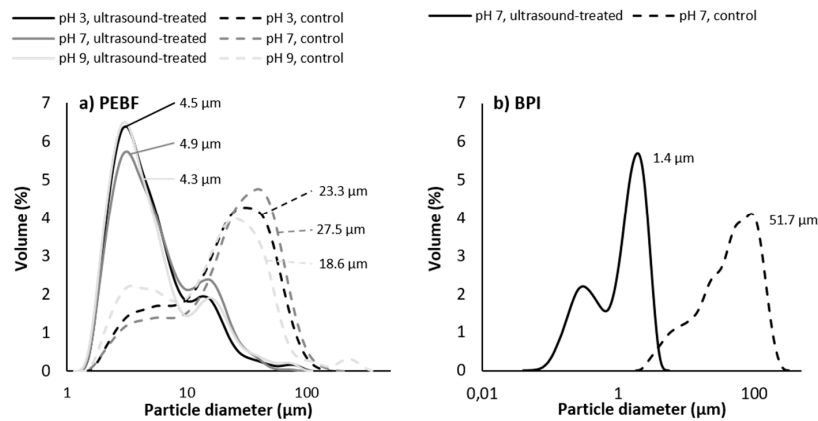 pH 3, ultrasound-treated
pH 3, control
pH 7, ultrasound-treated
pH 7, control
pH 9, ultrasound-treated
pH 9, control
a) PEBF
Volume (%)
7
6
5
4
3
2
1
0
4.5 µm
4.9 µm
4.3 µm
23.3 µm
27.5 µm
18.6 µm
1
10
100
Particle diameter (µm)
pH 7, ultrasound-treated
pH 7, control
b) BPI
Volume (%)
7
6
5
4
3
2
1
0
1.4 µm
51.7 µm
0,01
1
100
Particle diameter (µm)